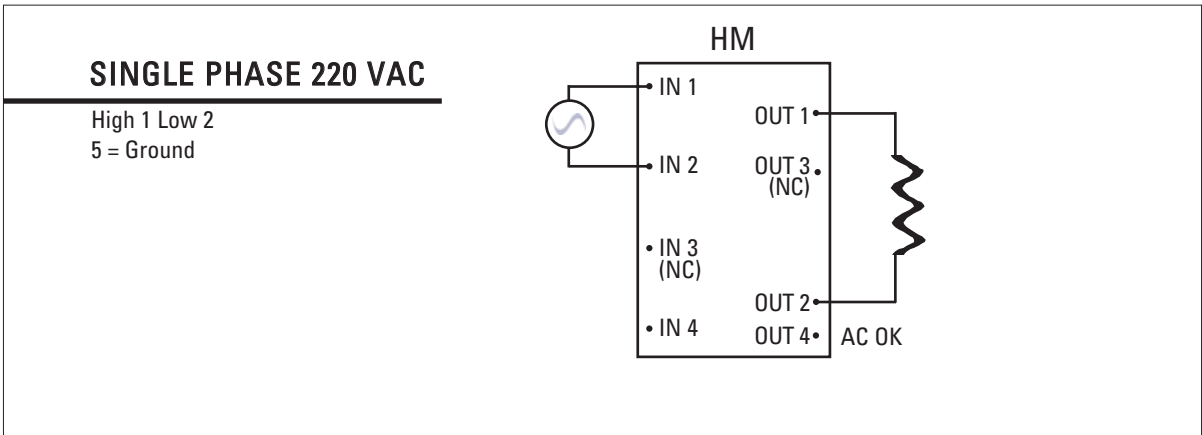 SINGLE PHASE 220 VAC
High 1 Low 2
5 = Ground
HM
IN 1
OUT 1
IN 2
OUT 3
(NC)
IN 3
(NC)
OUT 2
IN 4
OUT 4
AC OK